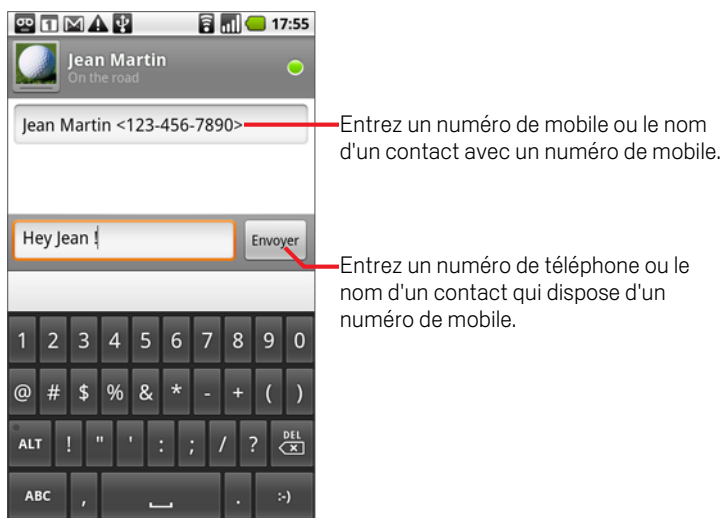 17:55
Jean Martin
On the road
Jean Martin <123-456-7890>
Entrez un numéro de mobile ou le nom
d'un contact avec un numéro de mobile.
Hey Jean !
Envoyer
Entrez un numéro de téléphone ou le
nom d'un contact qui dispose d'un
numéro de mobile.
1 2 3 4 5 6 7 8 9 0
@ # $ % & * - + ( )
ALT ! " ' : ; / ? DEL
ABC , . :-)